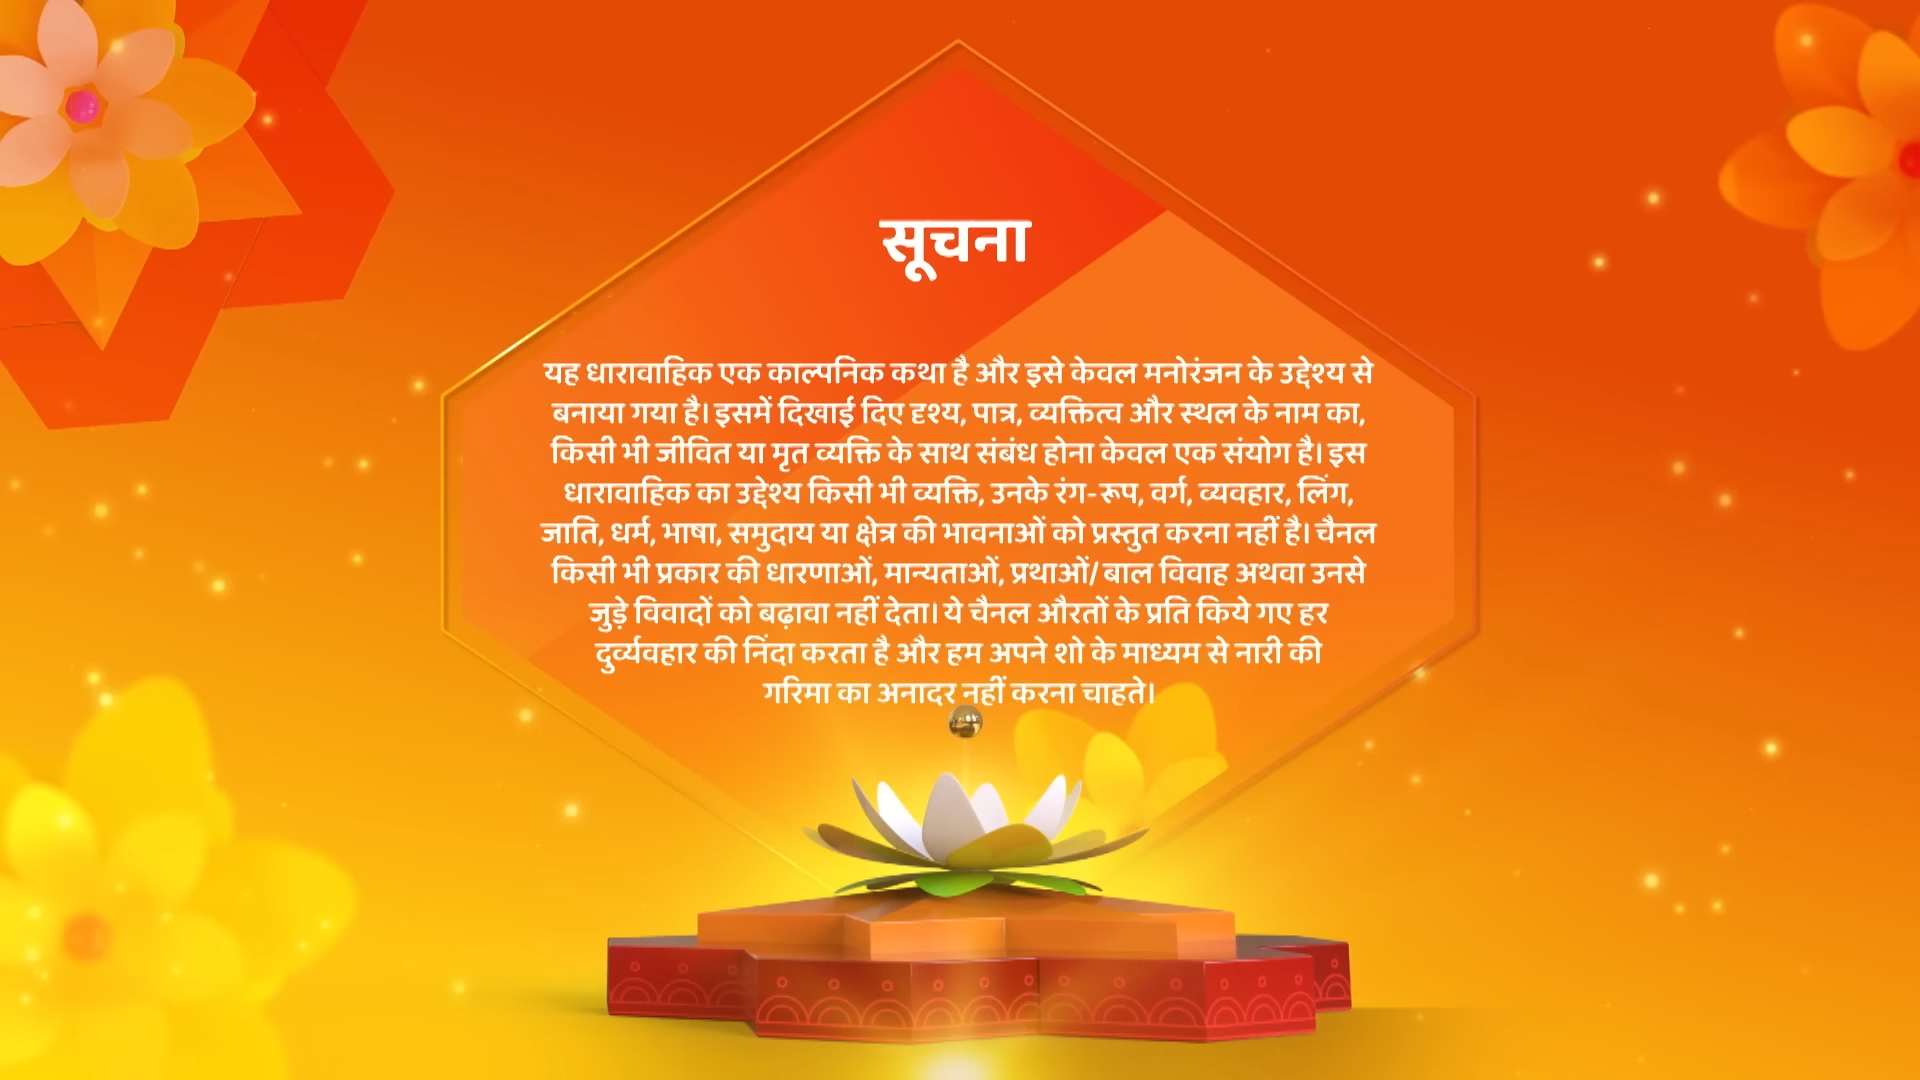 सूचना
यह धारावाहिक एक काल्पनिक कथा है और इसे केवल मनोरंजन के उद्देश्य से
बनाया गया है। इसमें दिखाई दिए दृश्य, पात्र, व्यक्तित्व और स्थल के नाम का,
किसी भी जीवित या मृत व्यक्ति के साथ संबंध होना केवल एक संयोग है। इस
धारावाहिक का उद्देश्य किसी भी व्यक्ति, उनके रंग-रूप, वर्ग, व्यवहार, लिंग,
जाति, धर्म, भाषा, समुदाय या क्षेत्र की भावनाओं को प्रस्तुत करना नहीं है। चैनल
किसी भी प्रकार की धारणाओं, मान्यताओं, प्रथाओं/ बाल विवाह अथवा उनसे
जुड़े विवादों को बढ़ावा नहीं देता। ये चैनल औरतों के प्रति किये गए हर
दुर्व्यवहार की निंदा करता है और हम अपने शो के माध्यम से नारी की
गरिमा का अनादर नहीं करना चाहते।